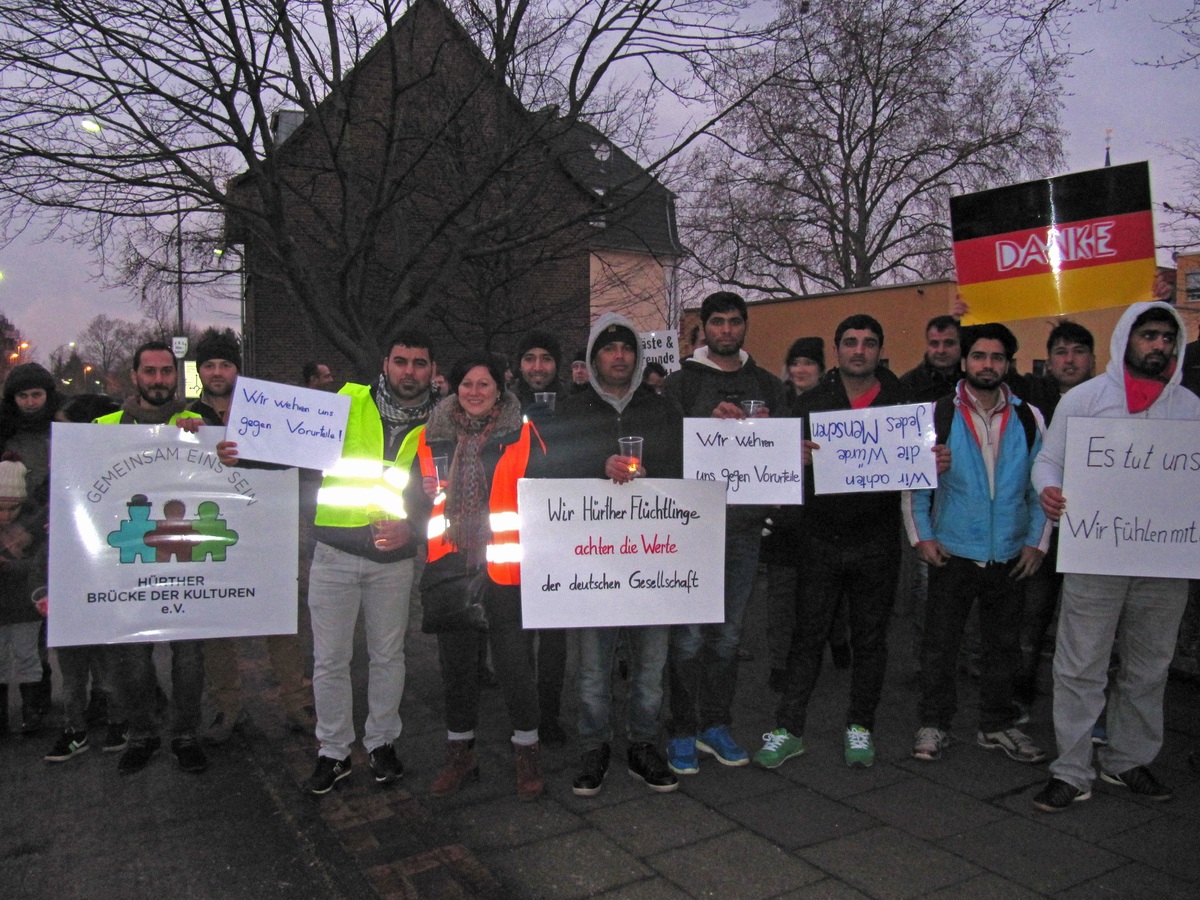 DANKE
äste &
eunde
Wir wehren uns
gegen Vorurteile!
GEMEINSAM EINS SEIN
HÜRTHER
BRÜCKE DER KULTUREN
e.V.
Wir Hürther Flüchtlinge
achten die Werte
der deutschen Gesellschaft
Wir wehren
uns gegen Vorurteile
Wir achten
die Würde
jedes Menschen
Es tut uns
Wir fühlen mit